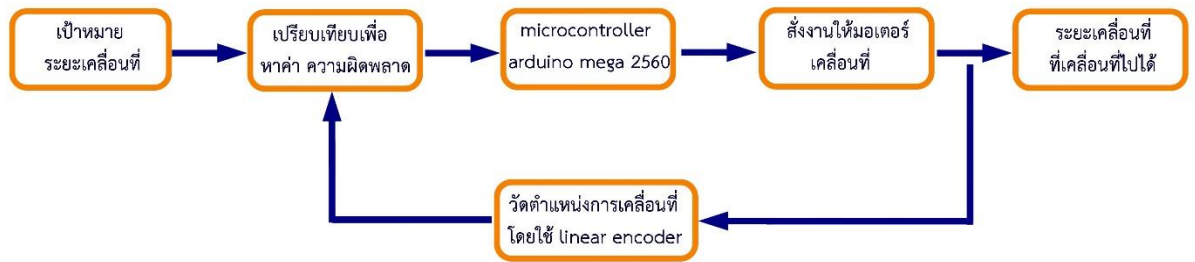 เป้าหมาย
ระยะเคลื่อนที่
เปรียบเทียบเพื่อ
หาค่า ความผิดพลาด
microcontroller
arduino mega 2560
สั่งงานให้มอเตอร์
เคลื่อนที่
ระยะเคลื่อนที่
ที่เคลื่อนที่ไปได้
วัดตำแหน่งการเคลื่อนที่
โดยใช้ linear encoder